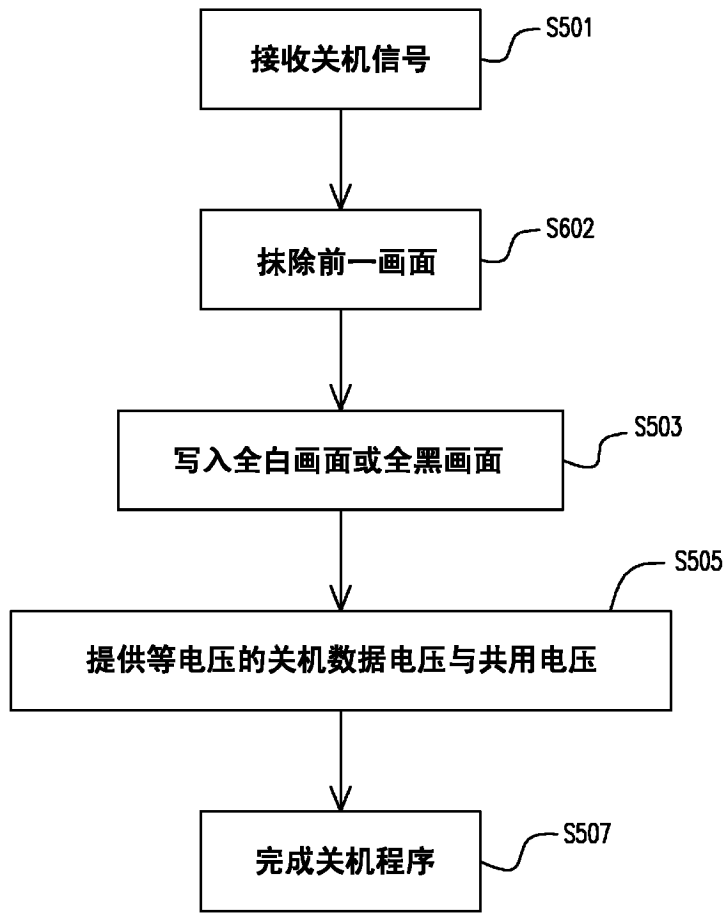 接收关机信号
S501
抹除前一画面
S602
写入全白画面或全黑画面
S503
提供等电压的关机数据电压与共用电压
S505
完成关机程序
S507